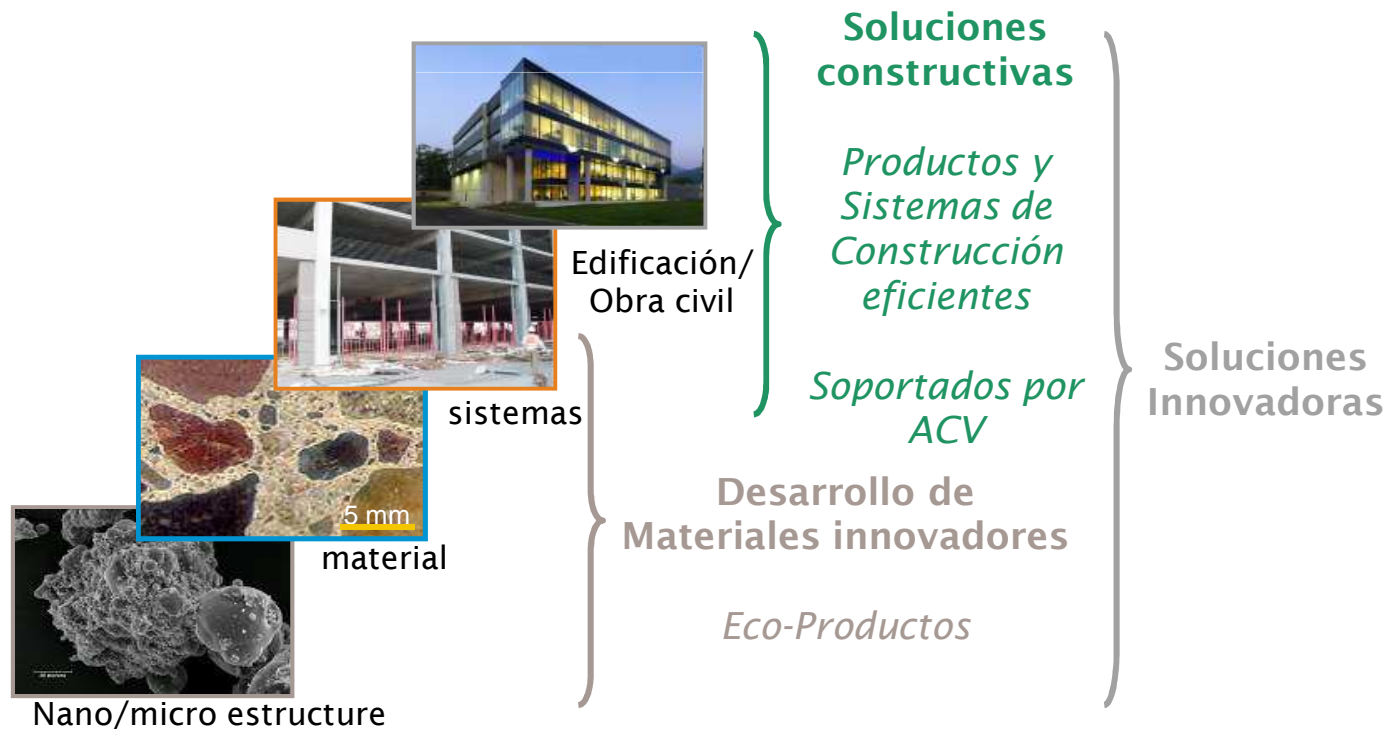 Soluciones
constructivas
Productos y
Sistemas de
Construcción
eficientes
Soportados por
ACV
Edificación/
Obra civil
sistemas
5 mm
material
Nano/micro estructure
Desarrollo de
Materiales innovadores
Eco-Productos
Soluciones
Innovadoras